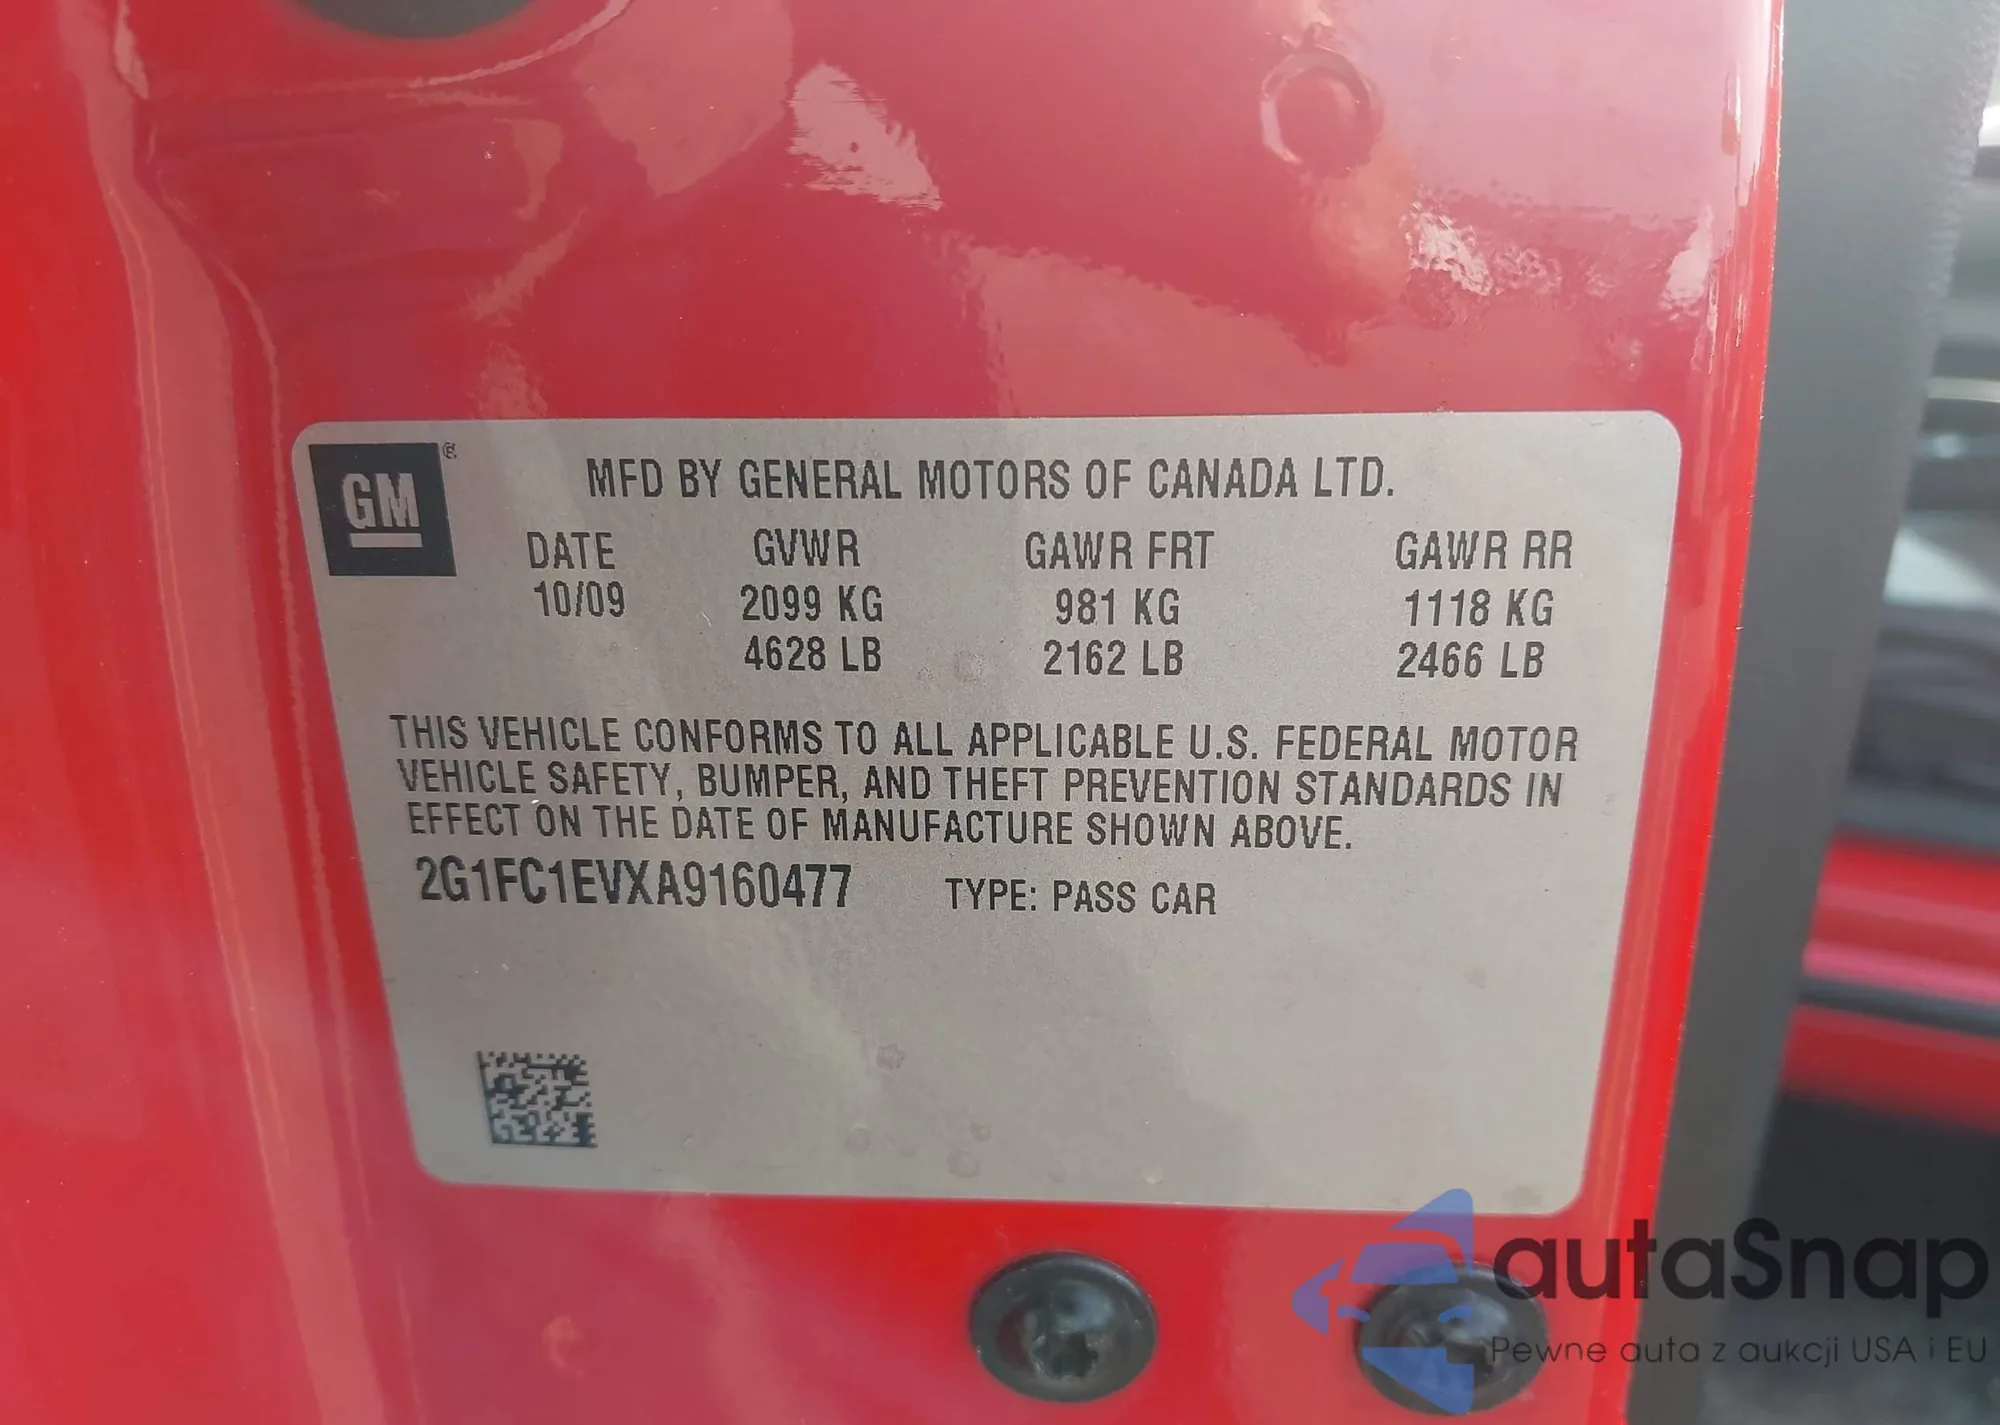 GM®
MFD BY GENERAL MOTORS OF CANADA LTD.
DATE GVWR GAWR FRT GAWR RR
10/09 2099 KG 981 KG 1118 KG
4628 LB 2162 LB 2466 LB
THIS VEHICLE CONFORMS TO ALL APPLICABLE U.S. FEDERAL MOTOR
VEHICLE SAFETY, BUMPER, AND THEFT PREVENTION STANDARDS IN
EFFECT ON THE DATE OF MANUFACTURE SHOWN ABOVE.
2G1FC1EVXA9160477 TYPE: PASS CAR
autaSnap
Pewne auta z aukcji USA i EU